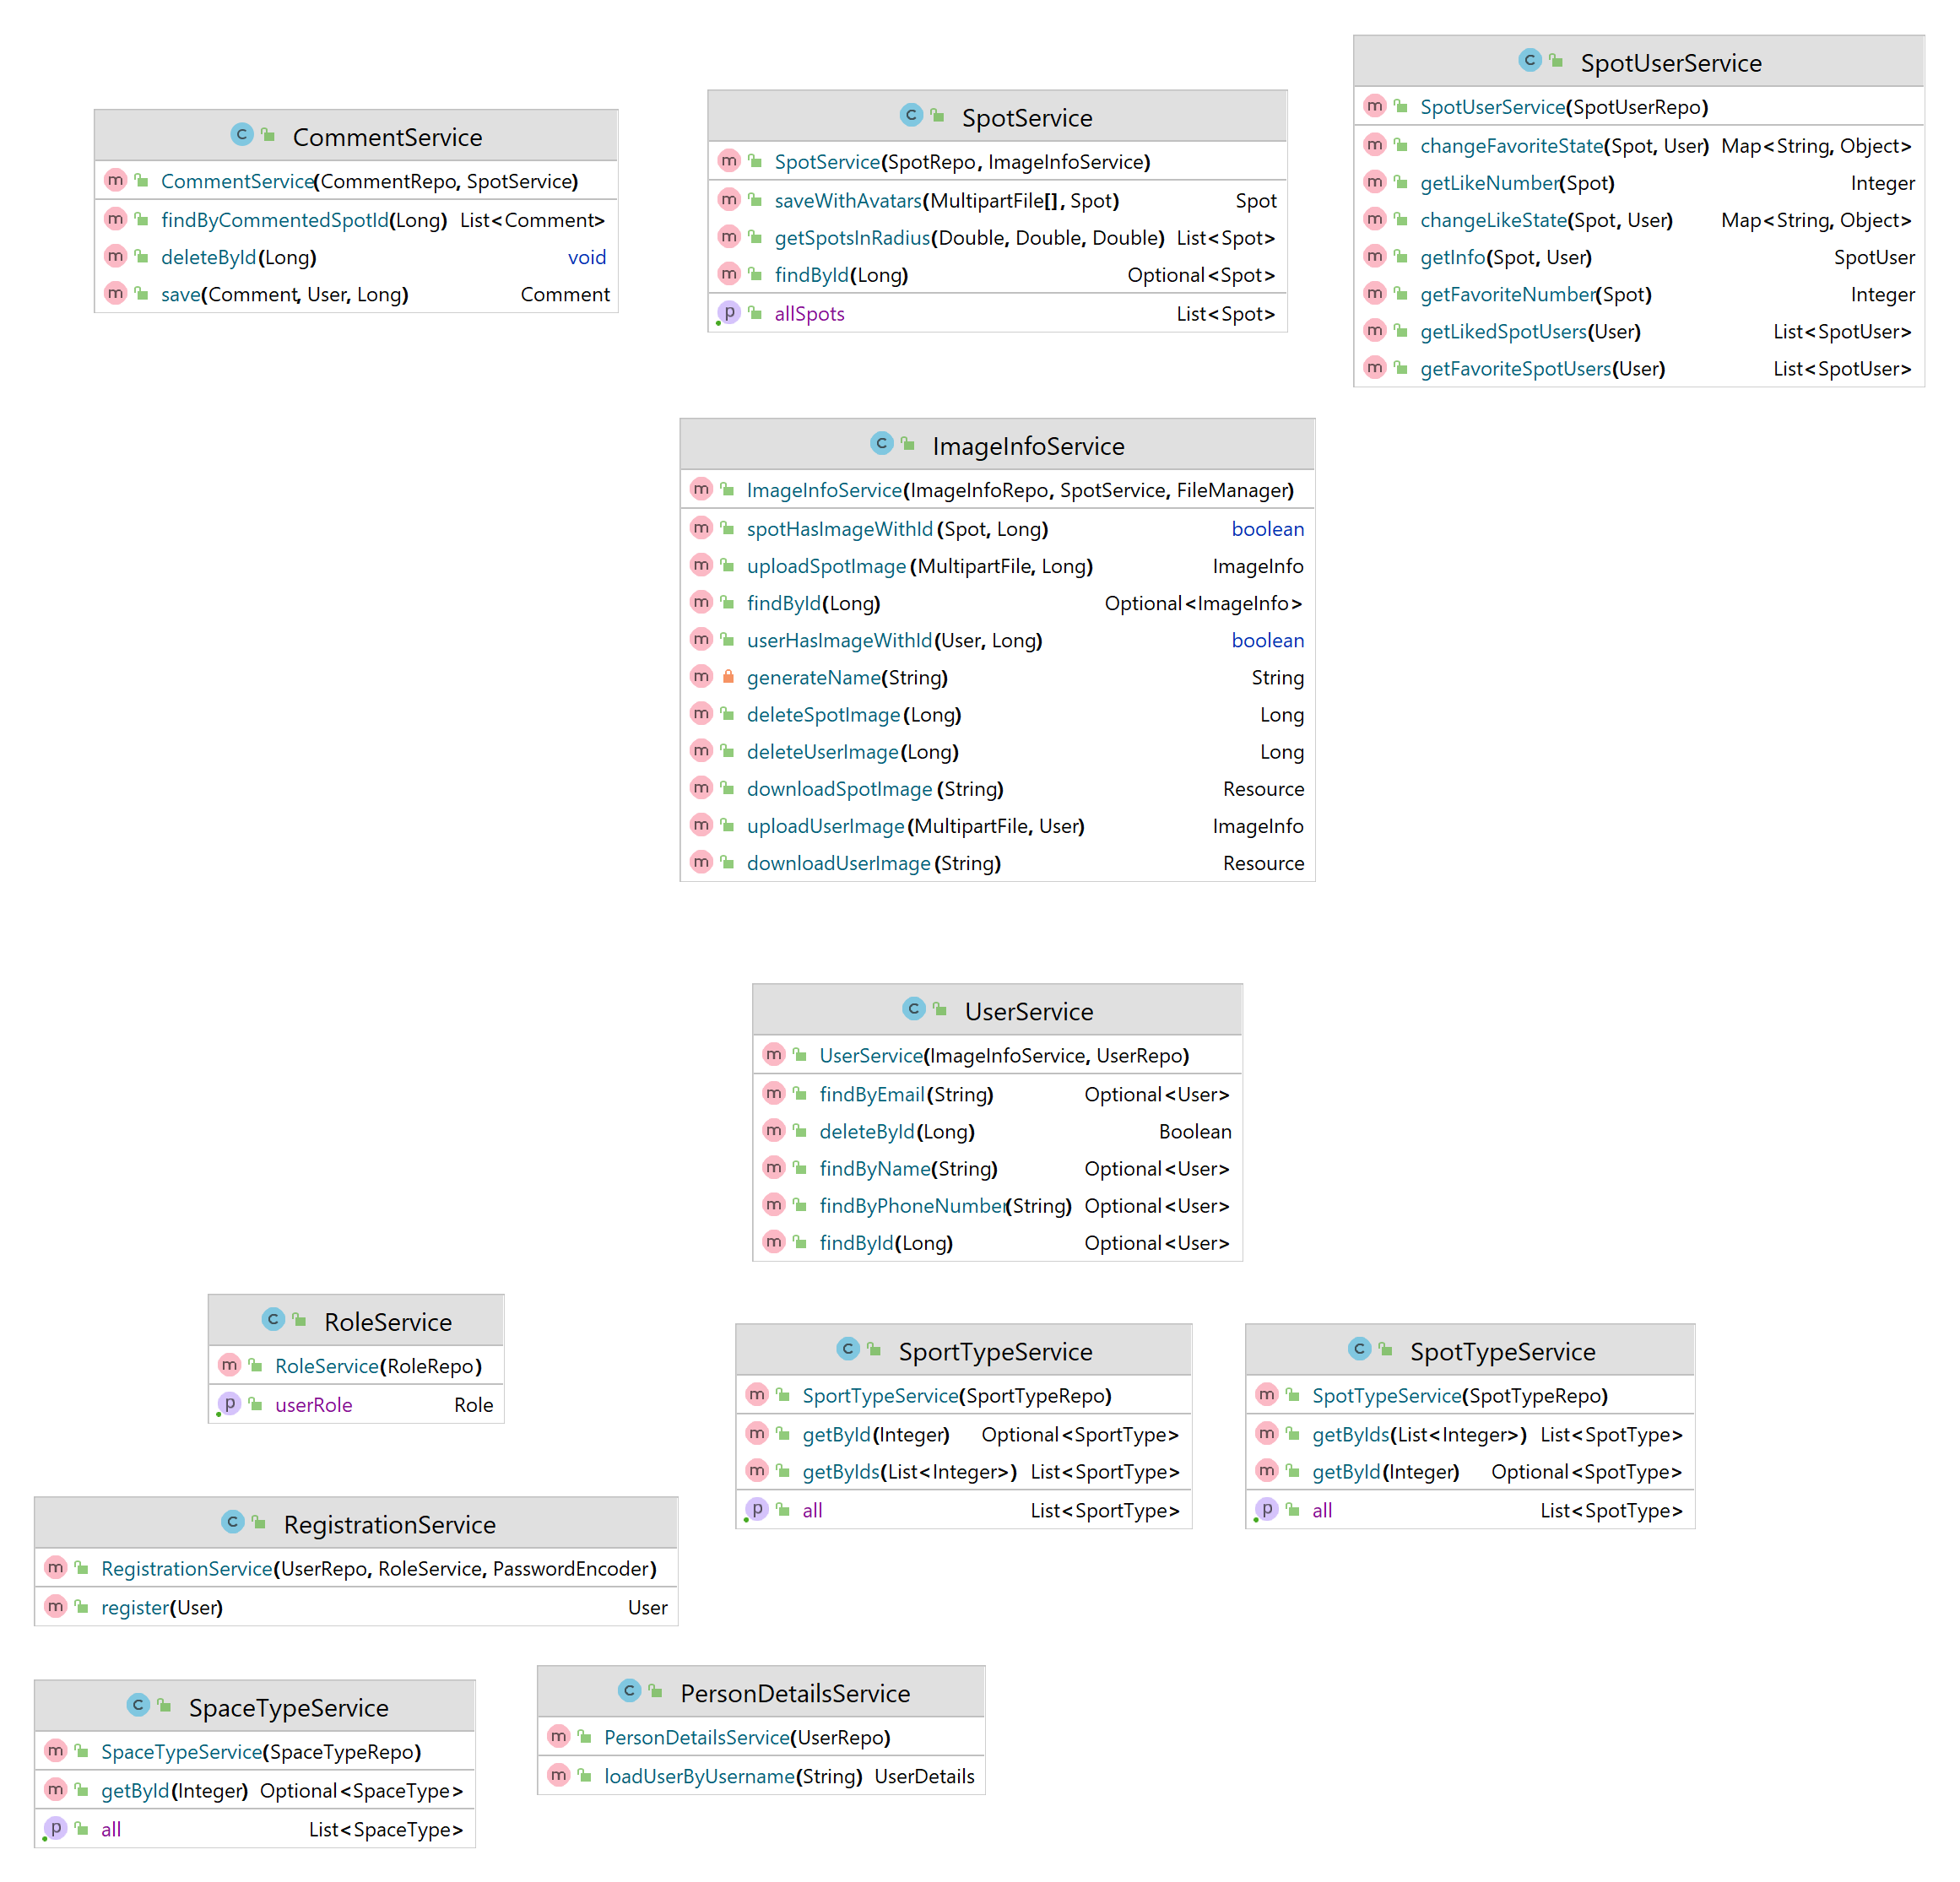 CommentService
CommentService(CommentRepo, SpotService)
findByCommentedSpotId(Long) List<Comment>
deleteById(Long) void
save(Comment, User, Long) Comment
SpotService
SpotService(SpotRepo, ImageInfoService)
saveWithAvatars(MultipartFile[], Spot) Spot
getSpotsInRadius(Double, Double, Double) List<Spot>
findById(Long) Optional<Spot>
allSpots List<Spot>
SpotUserService
SpotUserService(SpotUserRepo)
changeFavoriteState(Spot, User) Map<String, Object>
getLikeNumber(Spot) Integer
changeLikeState(Spot, User) Map<String, Object>
getInfo(Spot, User) SpotUser
getFavoriteNumber(Spot) Integer
getLikedSpotUsers(User) List<SpotUser>
getFavoriteSpotUsers(User) List<SpotUser>
ImageInfoService
ImageInfoService(ImageInfoRepo, SpotService, FileManager)
spotHasImageWithId(Spot, Long) boolean
uploadSpotImage(MultipartFile, Long) ImageInfo
findById(Long) Optional<ImageInfo>
userHasImageWithId(User, Long) boolean
generateName(String) String
deleteSpotImage(Long) Long
deleteUserImage(Long) Long
downloadSpotImage(String) Resource
uploadUserImage(MultipartFile, User) ImageInfo
downloadUserImage(String) Resource
UserService
UserService(ImageInfoService, UserRepo)
findByEmail(String) Optional<User>
deleteById(Long) Boolean
findByName(String) Optional<User>
findByPhoneNumber(String) Optional<User>
findById(Long) Optional<User>
RoleService
RoleService(RoleRepo)
userRole Role
SportTypeService
SportTypeService(SportTypeRepo)
getById(Integer) Optional<SportType>
getByIds(List<Integer>) List<SportType>
all List<SportType>
SpotTypeService
SpotTypeService(SpotTypeRepo)
getByIds(List<Integer>) List<SpotType>
getById(Integer) Optional<SpotType>
all List<SpotType>
RegistrationService
RegistrationService(UserRepo, RoleService, PasswordEncoder)
register(User) User
SpaceTypeService
SpaceTypeService(SpaceTypeRepo)
getById(Integer) Optional<SpaceType>
all List<SpaceType>
PersonDetailsService
PersonDetailsService(UserRepo)
loadUserByUsername(String) UserDetails